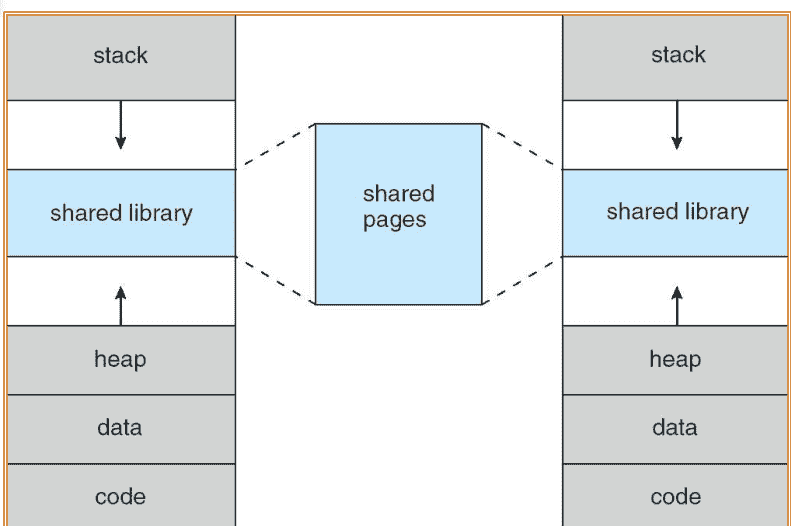 stack
shared library
heap
data
code
shared
pages
stack
shared library
heap
data
code